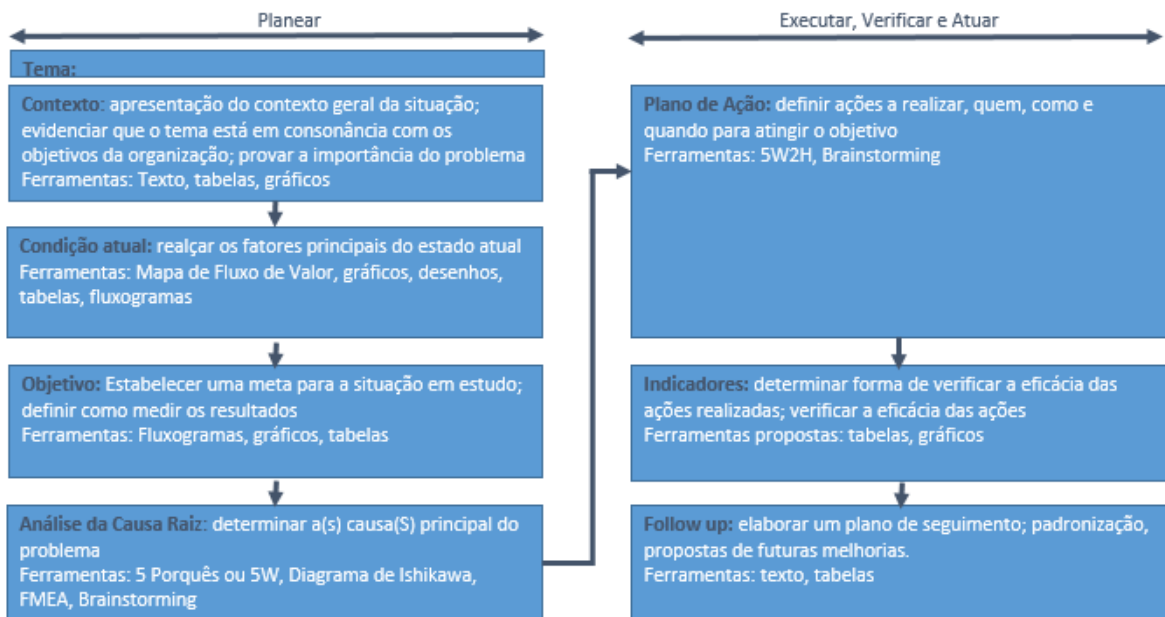 Planear
Tema:
Contexto: apresentação do contexto geral da situação;
evidenciar que o tema está em consonância com os
objetivos da organização; provar a importância do problema
Ferramentas: Texto, tabelas, gráficos
Condição atual: realçar os fatores principais do estado atual
Ferramentas: Mapa de Fluxo de Valor, gráficos, desenhos,
tabelas, fluxogramas
Objetivo: Estabelecer uma meta para a situação em estudo;
definir como medir os resultados
Ferramentas: Fluxogramas, gráficos, tabelas
Análise da Causa Raiz: determinar a(s) causa(S) principal do
problema
Ferramentas: 5 Porquês ou 5W, Diagrama de Ishikawa,
FMEA, Brainstorming
Executar, Verificar e Atuar
Plano de Ação: definir ações a realizar, quem, como e
quando para atingir o objetivo
Ferramentas: 5W2H, Brainstorming
Indicadores: determinar forma de verificar a eficácia das
ações realizadas; verificar a eficácia das ações
Ferramentas propostas: tabelas, gráficos
Follow up: elaborar um plano de seguimento; padronização,
propostas de futuras melhorias.
Ferramentas: texto, tabelas